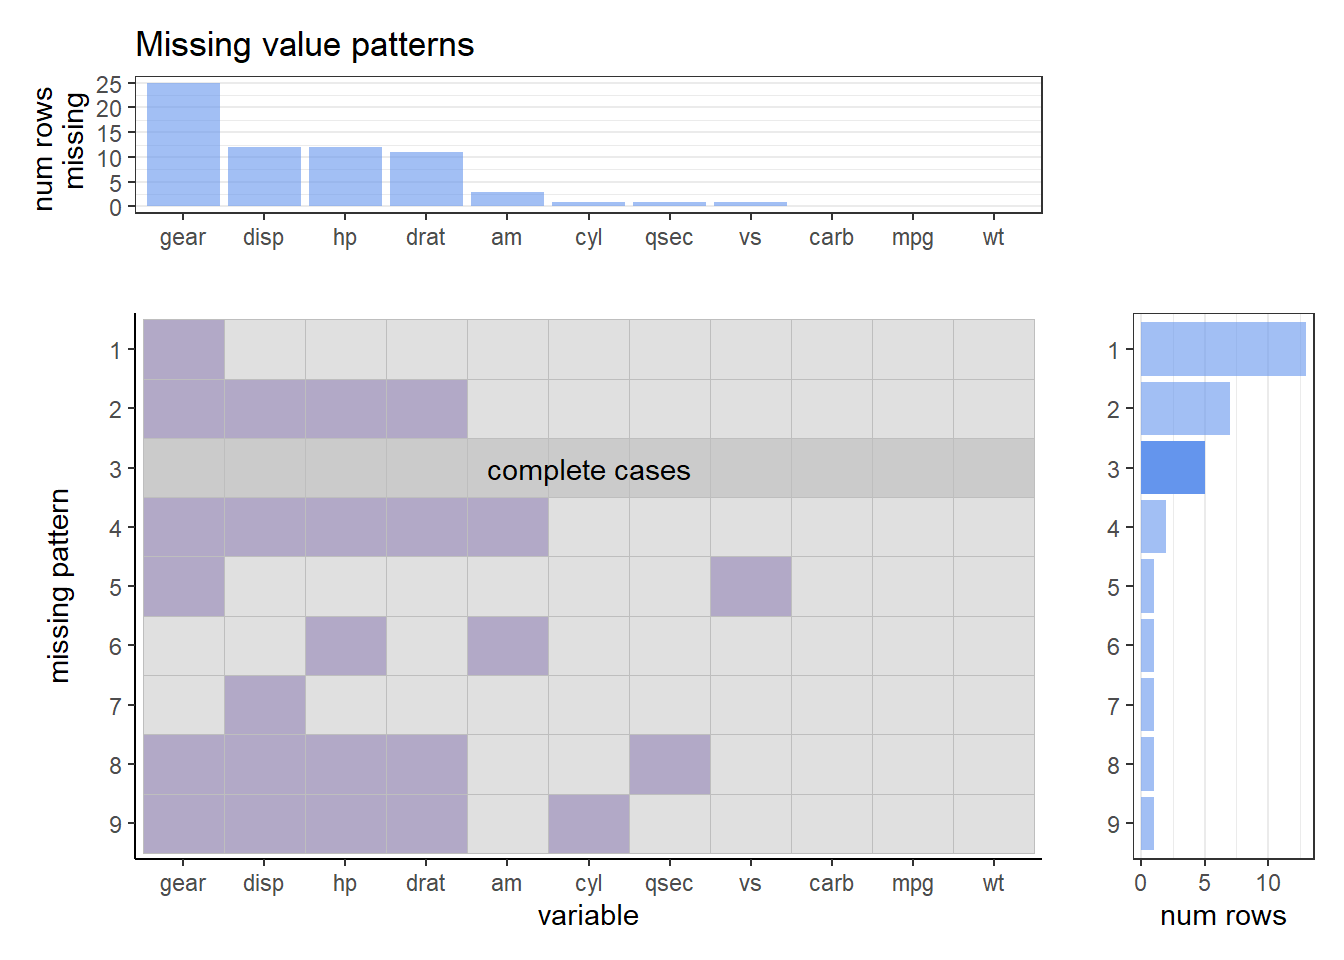 Missing value patterns
num rows
missing
25
20
15
10
5
0
gear disp hp drat am cyl qsec vs carb mpg wt
missing pattern
1
2
3
4
5
6
7
8
9
complete cases
gear disp hp drat am cyl qsec vs carb mpg wt
variable
1
2
3
4
5
6
7
8
9
0 5 10
num rows